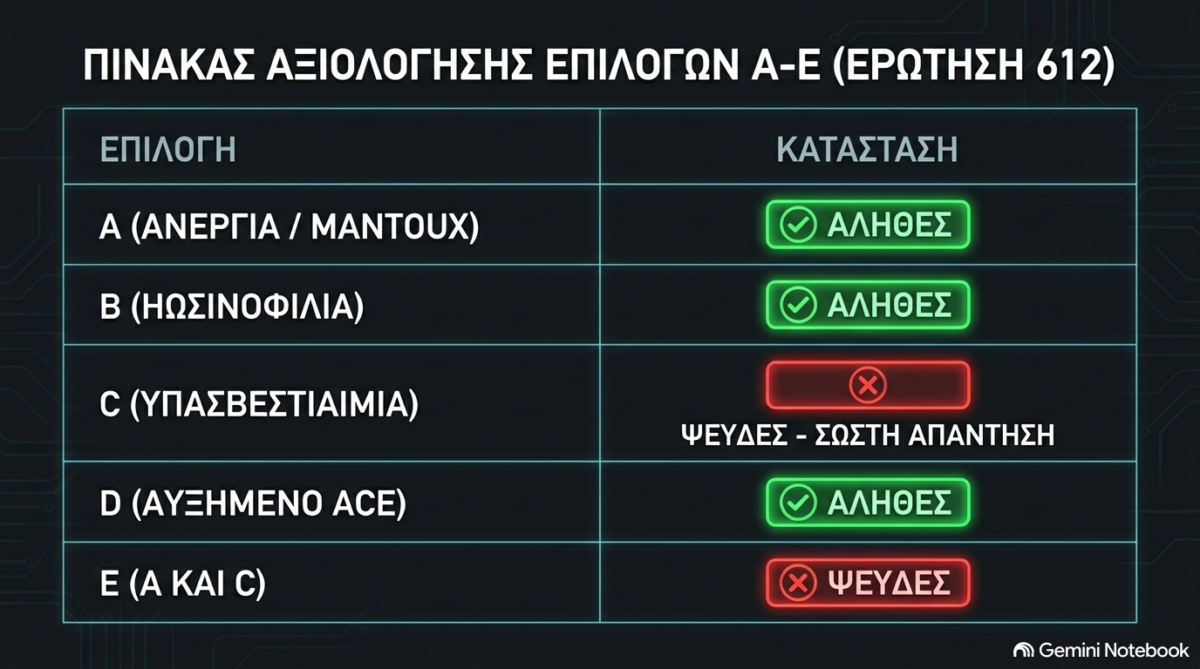 ΠΙΝΑΚΑΣ ΑΞΙΟΛΟΓΗΣΗΣ ΕΠΙΛΟΓΩΝ Α-Ε (ΕΡΩΤΗΣΗ 612)
ΕΠΙΛΟΓΗ
ΚΑΤΑΣΤΑΣΗ
Α (ΑΝΕΡΓΙΑ / MANTOUX)
ΑΛΗΘΕΣ
Β (ΗΩΣΙΝΟΦΙΛΙΑ)
ΑΛΗΘΕΣ
C (ΥΠΑΣΒΕΣΤΙΑΙΜΙΑ)
ΨΕΥΔΕΣ - ΣΩΣΤΗ ΑΠΑΝΤΗΣΗ
D (ΑΥΞΗΜΕΝΟ ACE)
ΑΛΗΘΕΣ
E (A ΚΑΙ C)
ΨΕΥΔΕΣ
Gemini Notebook